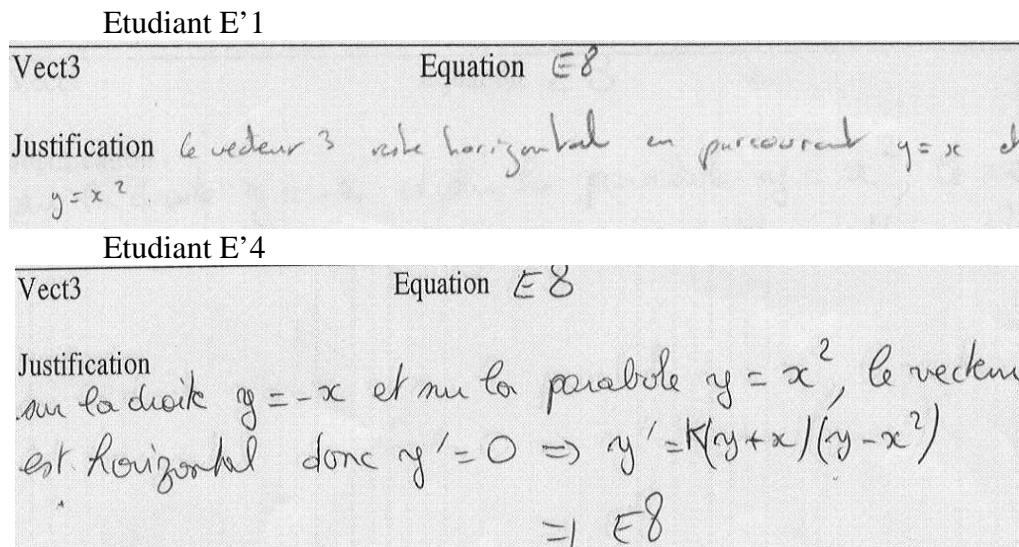 Etudiant E'1
Vect3 Equation E8
Justification le vecteur 3 reste horizontal en parcourant y = x et
y = x²
Etudiant E'4
Vect3 Equation E8
Justification
sur la droite y = -x et sur la parabole y = x², le vecteur
est horizontal donc y' = 0 => y' = K(y+x)(y-x²)
=> E8